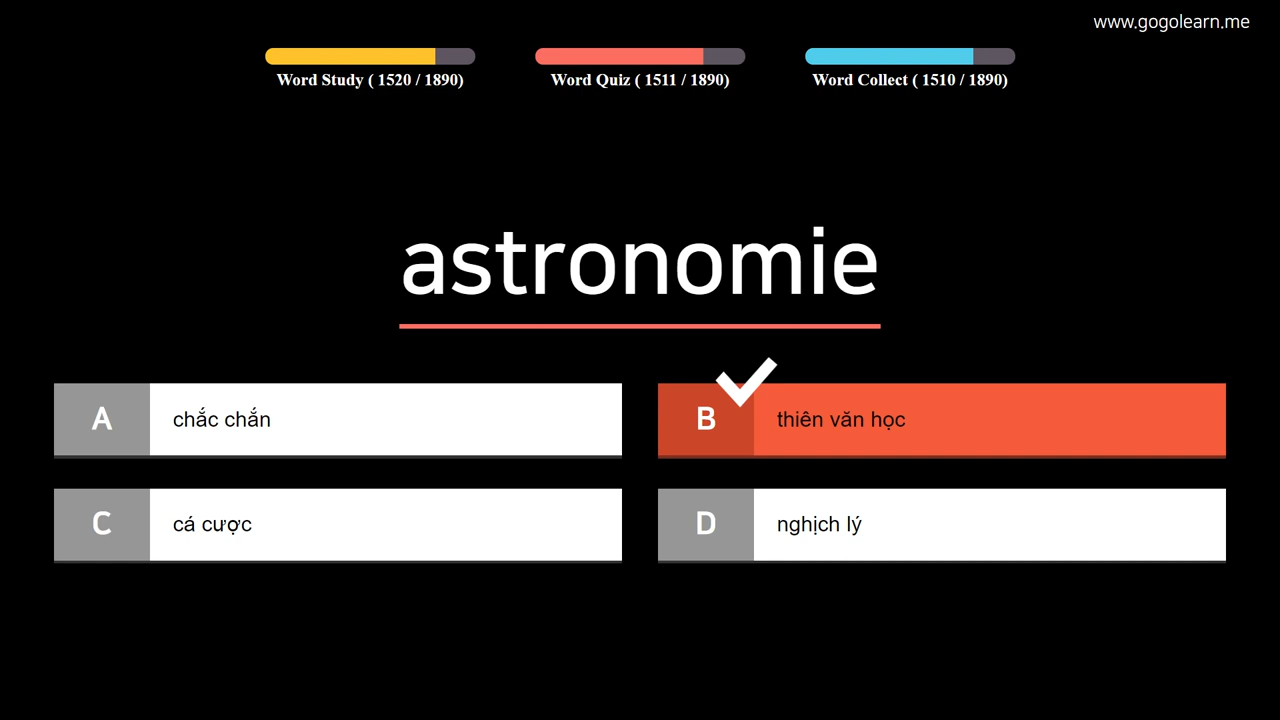 www.gogolearn.me
Word Study ( 1520 / 1890)
Word Quiz ( 1511 / 1890)
Word Collect ( 1510 / 1890)
astronomie
A
chắc chắn
B
thiên văn học
C
cá cược
D
nghịch lý